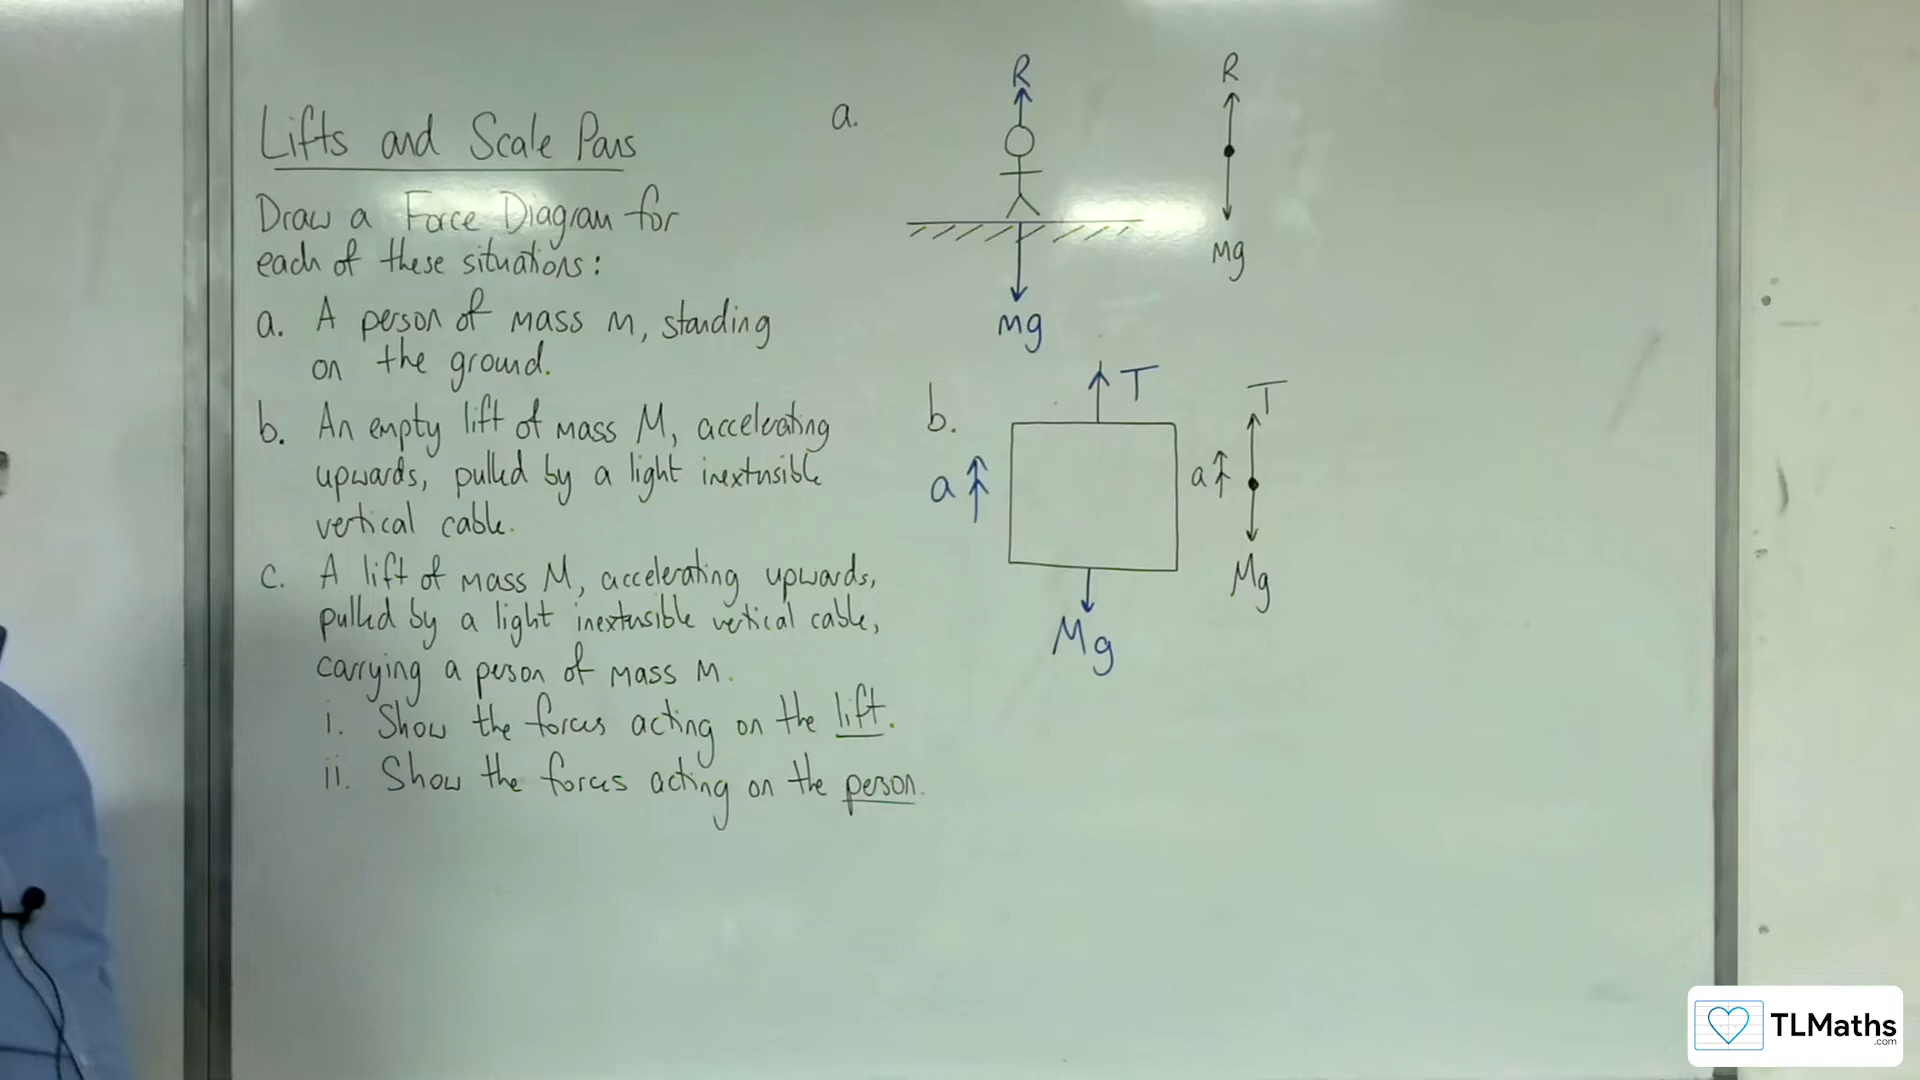 Lifts and Scale Pans
Draw a Force Diagram for
each of these situations:
a. A person of mass m, standing
on the ground.
b. An empty lift of mass M, accelerating
upwards, pulled by a light inextensible
vertical cable.
c. A lift of mass M, accelerating upwards,
pulled by a light inextensible vertical cable,
carrying a person of mass m.
i. Show the forces acting on the lift.
ii. Show the forces acting on the person.
a.
R
mg
R
mg
b.
T
a
Mg
T
a
Mg
TLMaths
.com